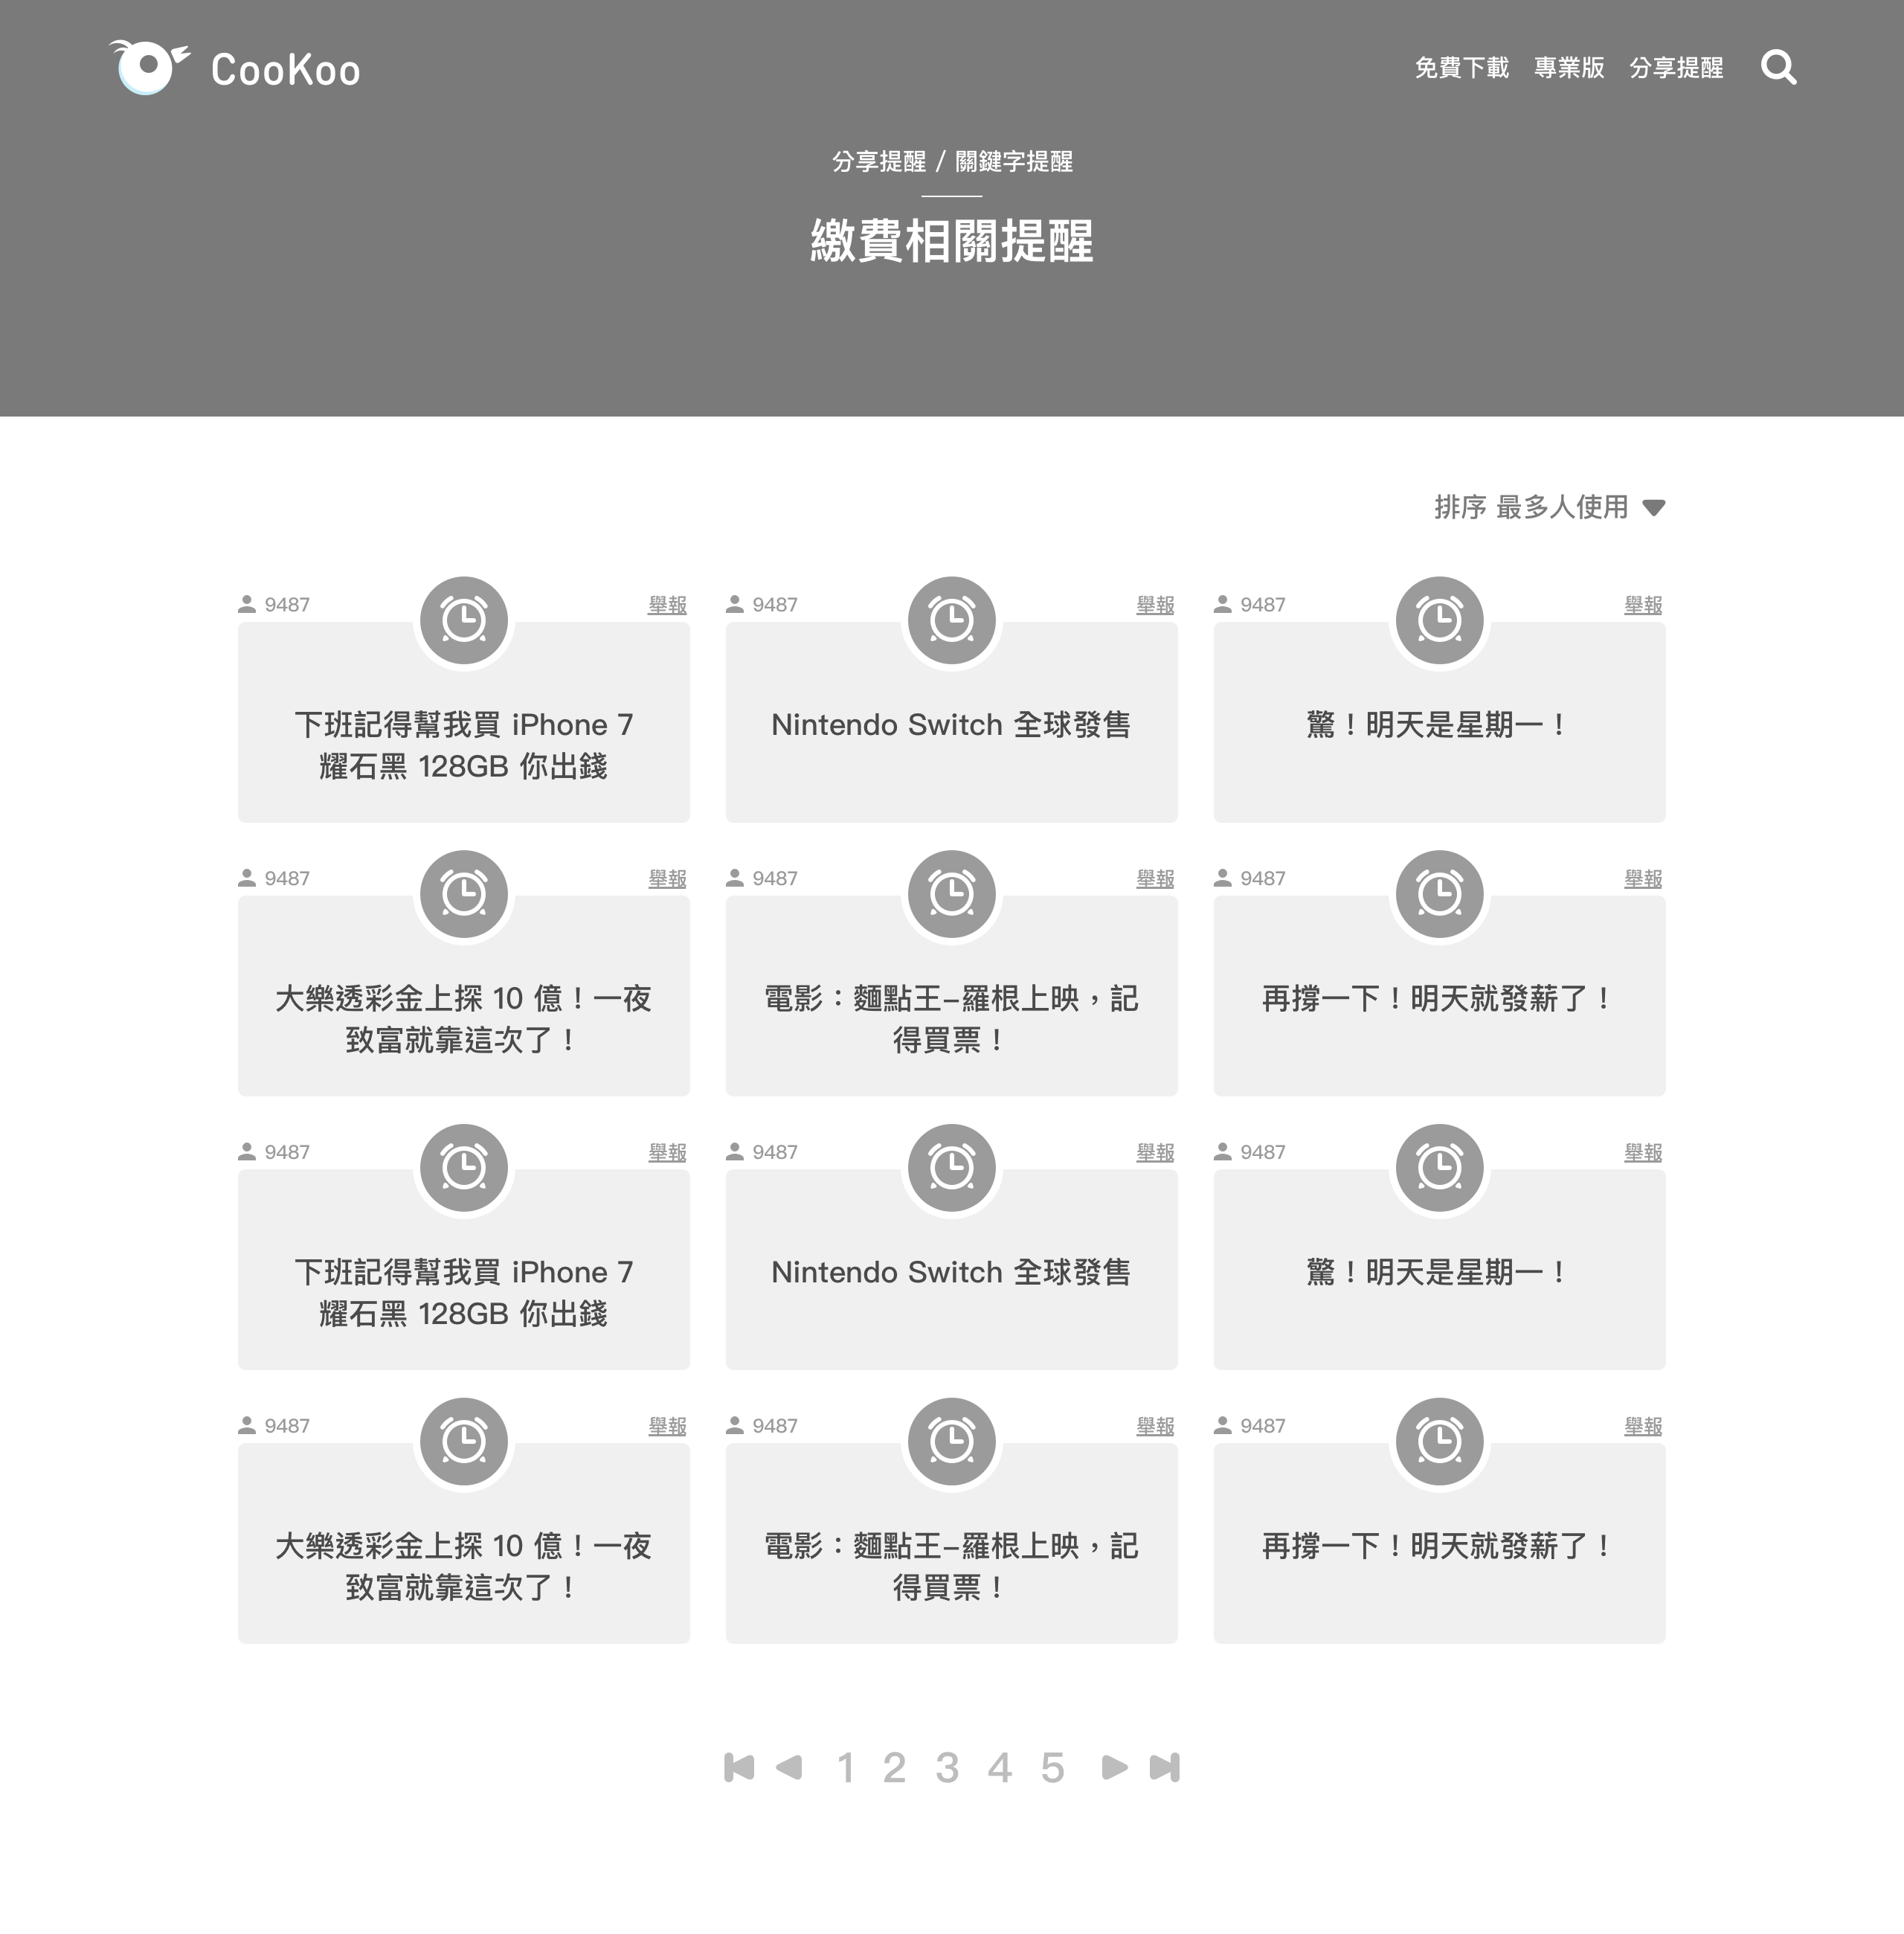 CooKoo
免費下載 專業版 分享提醒
分享提醒 / 關鍵字提醒
繳費相關提醒
排序 最多人使用
9487 舉報 9487 舉報 9487 舉報
下班記得幫我買 iPhone 7
耀石黑 128GB 你出錢
Nintendo Switch 全球發售
驚！明天是星期一！
9487 舉報 9487 舉報 9487 舉報
大樂透彩金上探 10 億！一夜
致富就靠這次了！
電影：麵點王–羅根上映，記
得買票！
再撐一下！明天就發薪了！
9487 舉報 9487 舉報 9487 舉報
下班記得幫我買 iPhone 7
耀石黑 128GB 你出錢
Nintendo Switch 全球發售
驚！明天是星期一！
9487 舉報 9487 舉報 9487 舉報
大樂透彩金上探 10 億！一夜
致富就靠這次了！
電影：麵點王–羅根上映，記
得買票！
再撐一下！明天就發薪了！
1 2 3 4 5